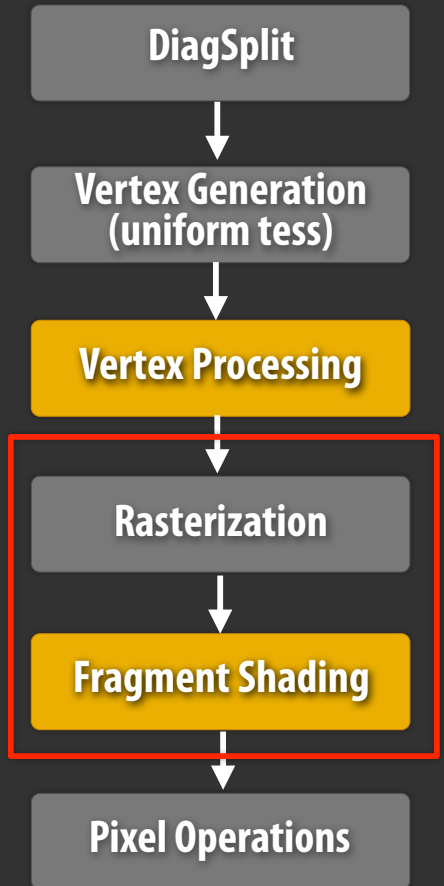 DiagSplit
Vertex Generation
(uniform tess)
Vertex Processing
Rasterization
Fragment Shading
Pixel Operations